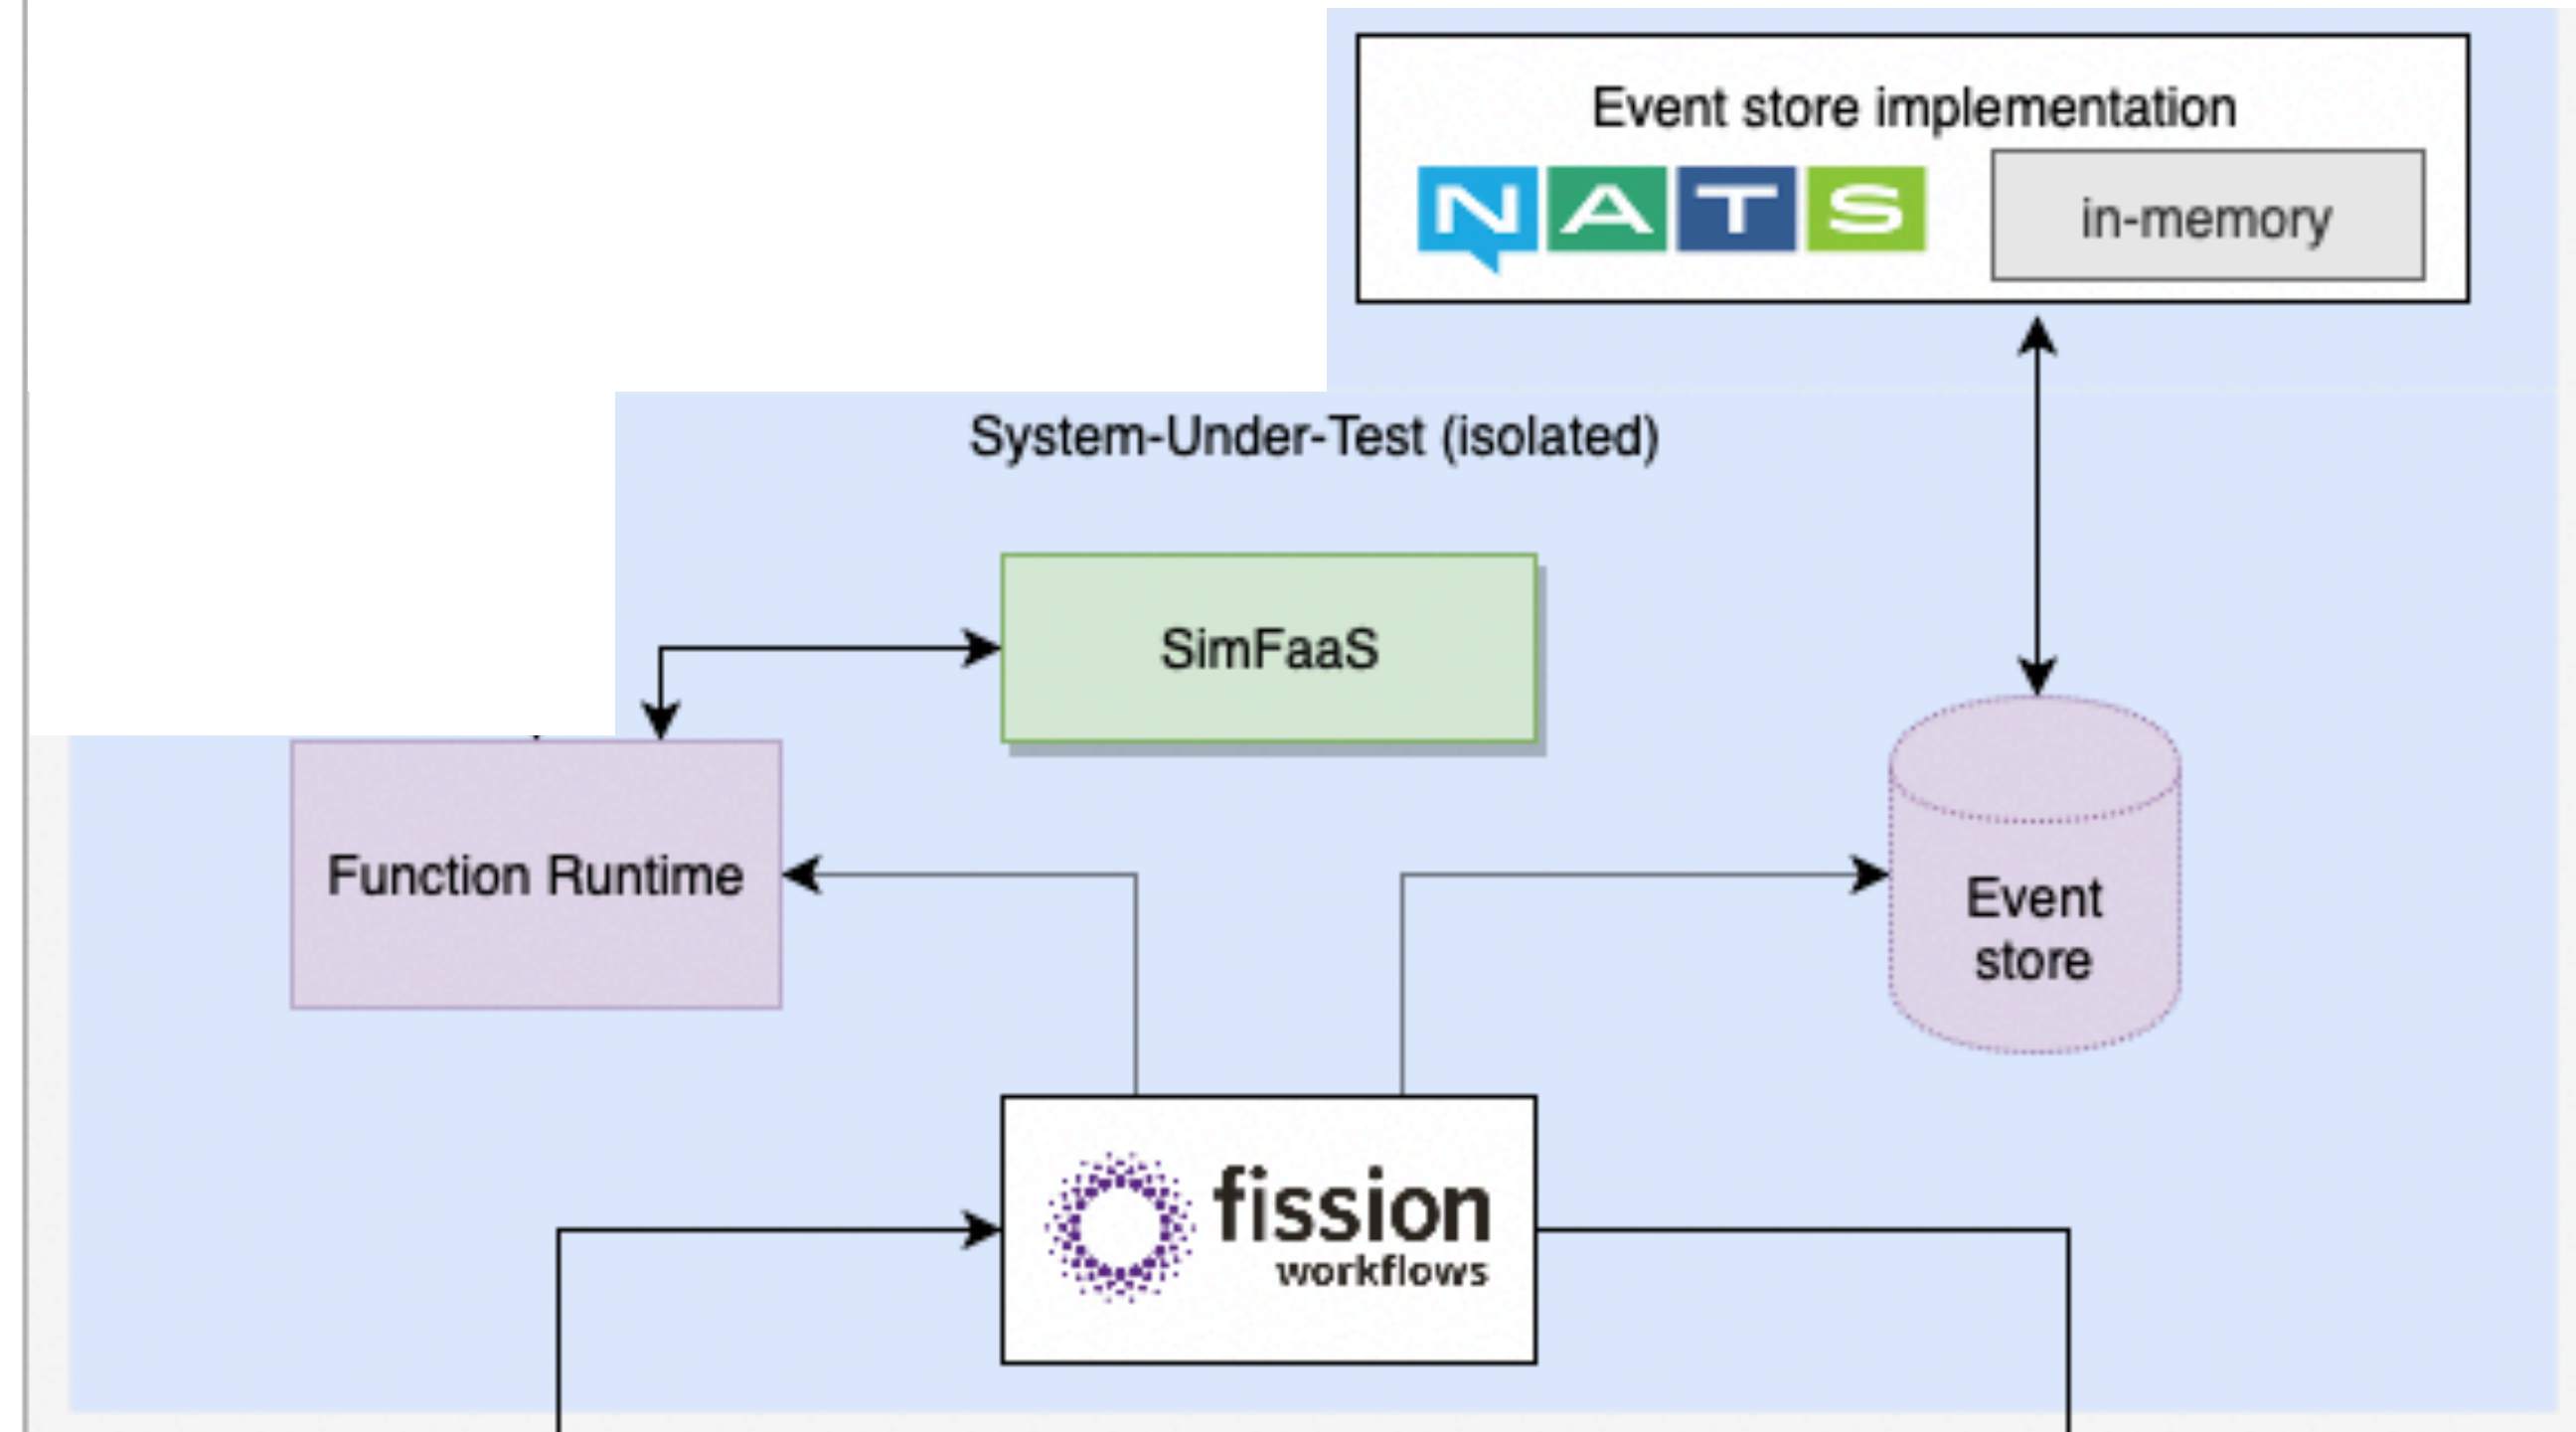 Event store implementation
NATS
in-memory
System-Under-Test (isolated)
SimFaaS
Function Runtime
Event
store
fission
workflows